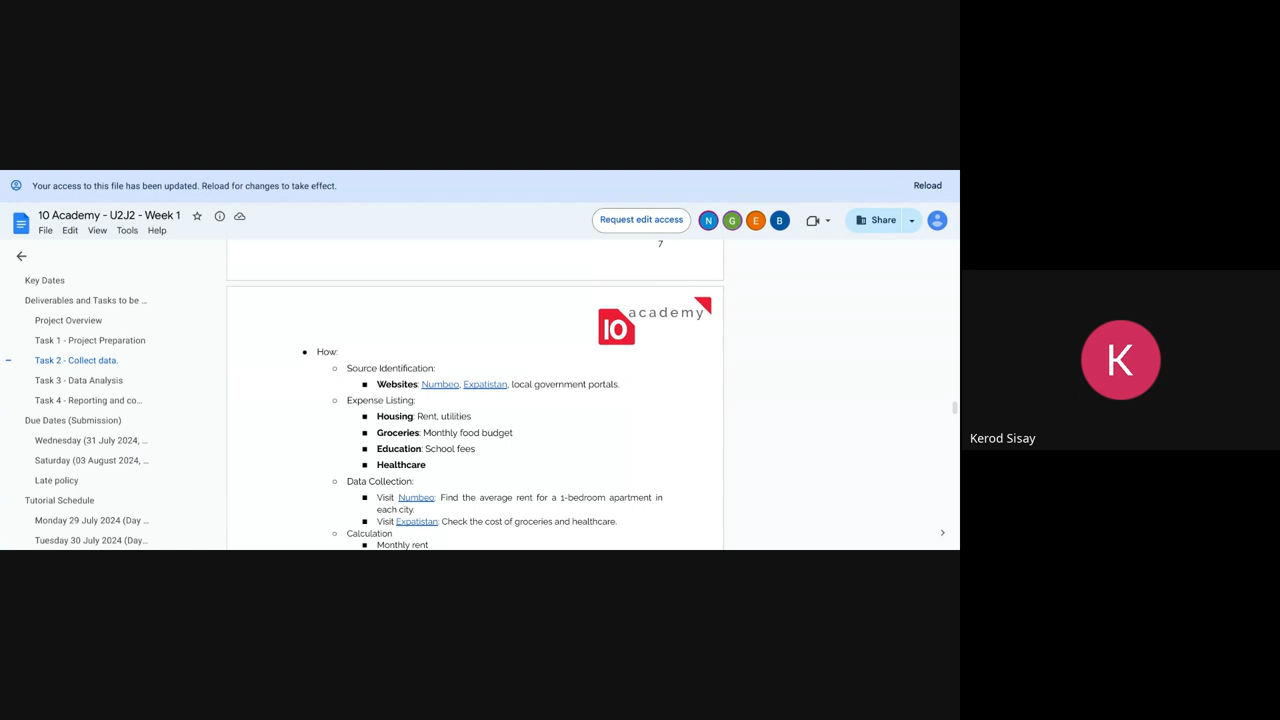 Your access to this file has been updated. Reload for changes to take effect.
Reload
10 Academy - U2J2 - Week 1
File Edit View Tools Help
Request edit access
N G E B
Share
Key Dates
Deliverables and Tasks to be ...
Project Overview
Task 1 - Project Preparation
Task 2 - Collect data.
Task 3 - Data Analysis
Task 4 - Reporting and co...
Due Dates (Submission)
Wednesday (31 July 2024, ...
Saturday (03 August 2024, ...
Late policy
Tutorial Schedule
Monday 29 July 2024 (Day ...
Tuesday 30 July 2024 (Day...
7
10 academy
● How:
○ Source Identification:
■ Websites: Numbeo, Expatistan, local government portals.
○ Expense Listing:
■ Housing: Rent, utilities
■ Groceries: Monthly food budget
■ Education: School fees
■ Healthcare
○ Data Collection:
■ Visit Numbeo: Find the average rent for a 1-bedroom apartment in
each city.
■ Visit Expatistan: Check the cost of groceries and healthcare.
○ Calculation
■ Monthly rent
K
Kerod Sisay